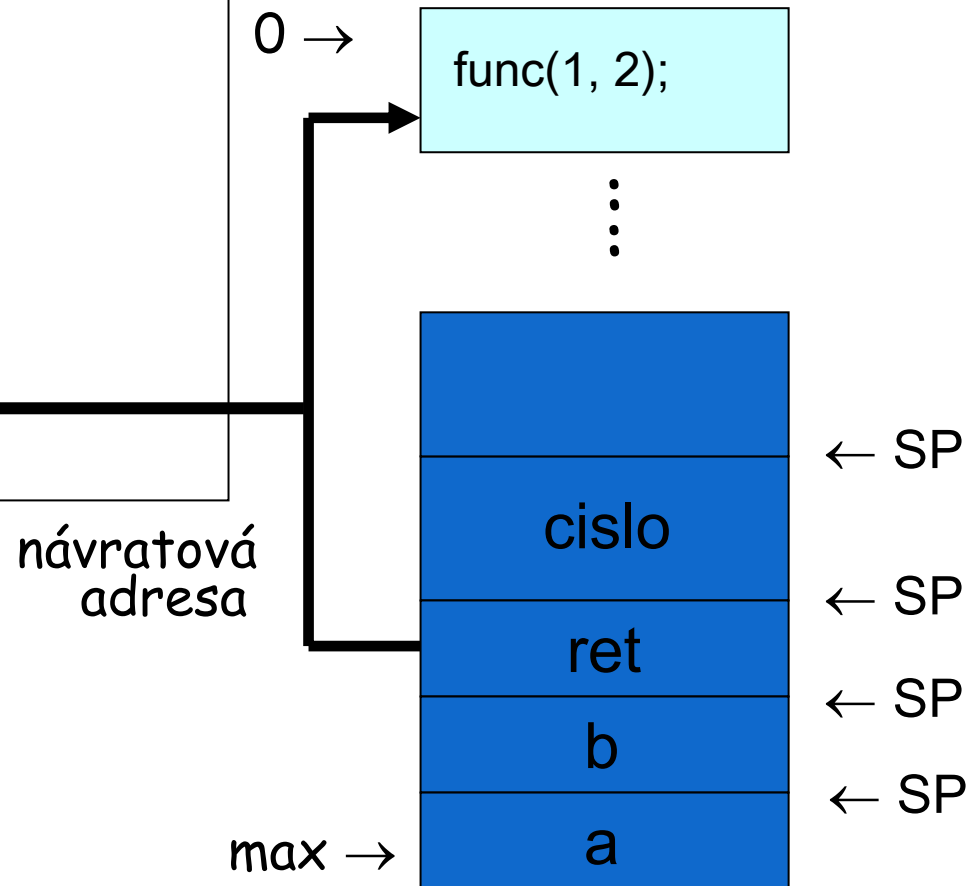 0 →
func(1, 2);
← SP
cislo
návratová
adresa
← SP
ret
← SP
b
← SP
max →
a